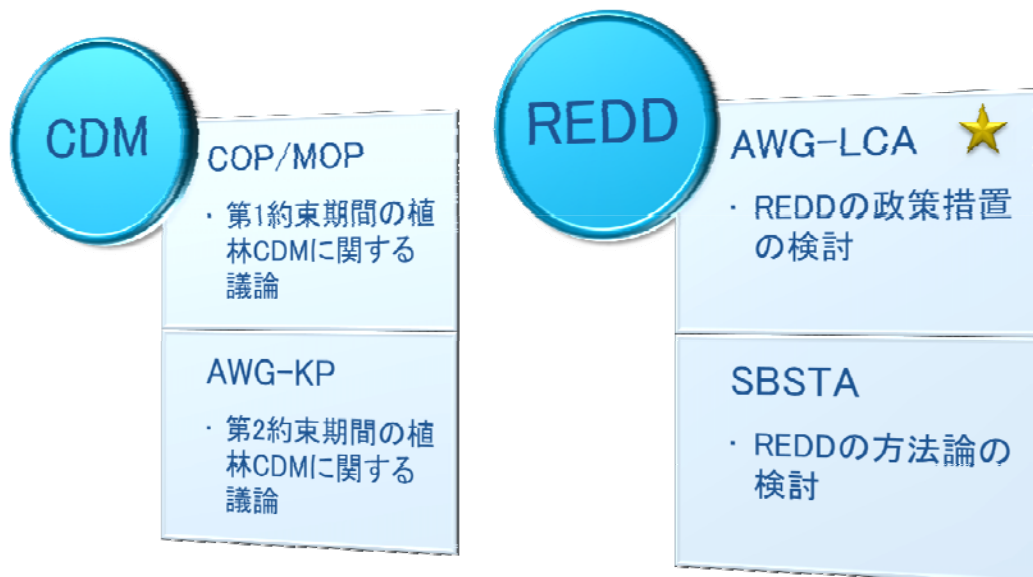 CDM
COP/MOP
・第1約束期間の植
林CDMに関する
議論
AWG-KP
・第2約束期間の植
林CDMに関する
議論
REDD
AWG-LCA
・REDDの政策措置
の検討
SBSTA
・REDDの方法論の
検討